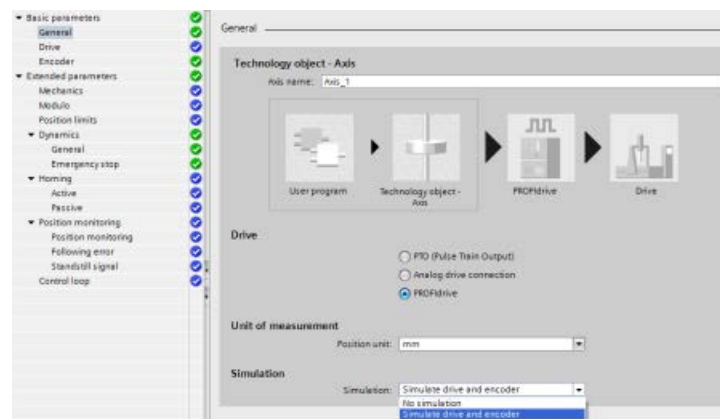 Basic parameters
General
Drive
Encoder
Extended parameters
Mechanics
Modulo
Position limits
Dynamics
General
Emergency stop
Homing
Active
Passive
Position monitoring
Position monitoring
Following error
Standstill signal
Control loop
General
Technology object - Axis
Axis name: Axis_1
User program
Technology object -
Axis
PROFIdrive
Drive
Drive
PTO (Pulse Train Output)
Analog drive connection
PROFIdrive
Unit of measurement
Position unit: mm
Simulation
Simulation: Simulate drive and encoder
No simulation
Simulate drive and encoder